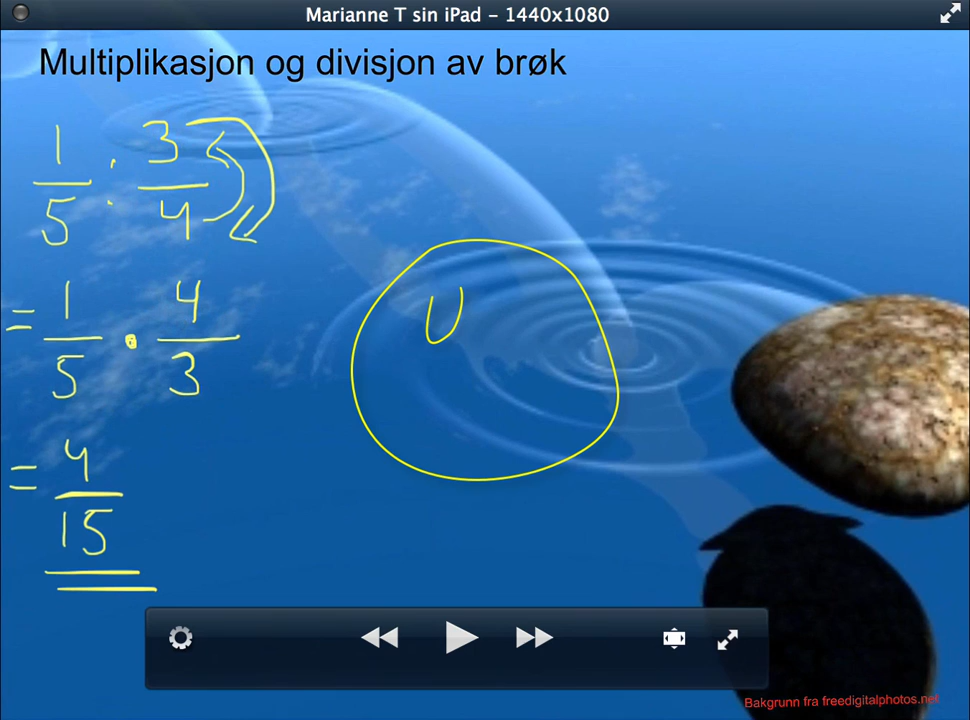 Marianne T sin iPad – 1440x1080
Multiplikasjon og divisjon av brøk
1/5 : 3/4
= 1/5 · 4/3
= 4/15
U
Bakgrunn fra freedigitalphotos.net